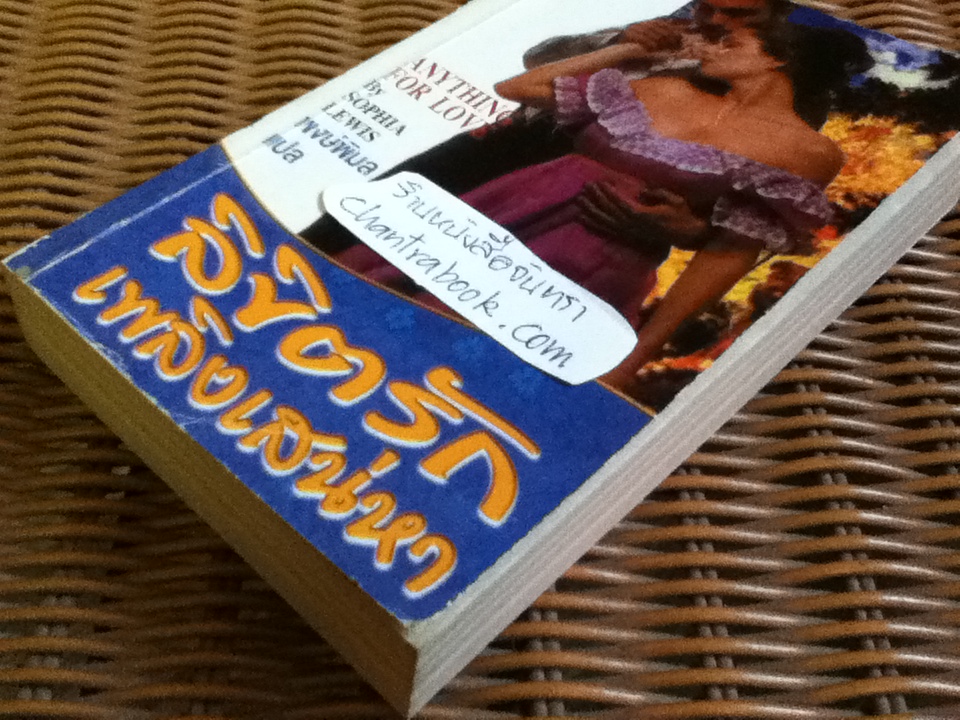 ANYTHING
FOR LOVE
By
SOPHIA
LEWIS
พงษ์พิมล
แปล
ร้านหนังสือจันทรา
chantrabook.com
ลิขิตรัก
เพลิงเสน่หา